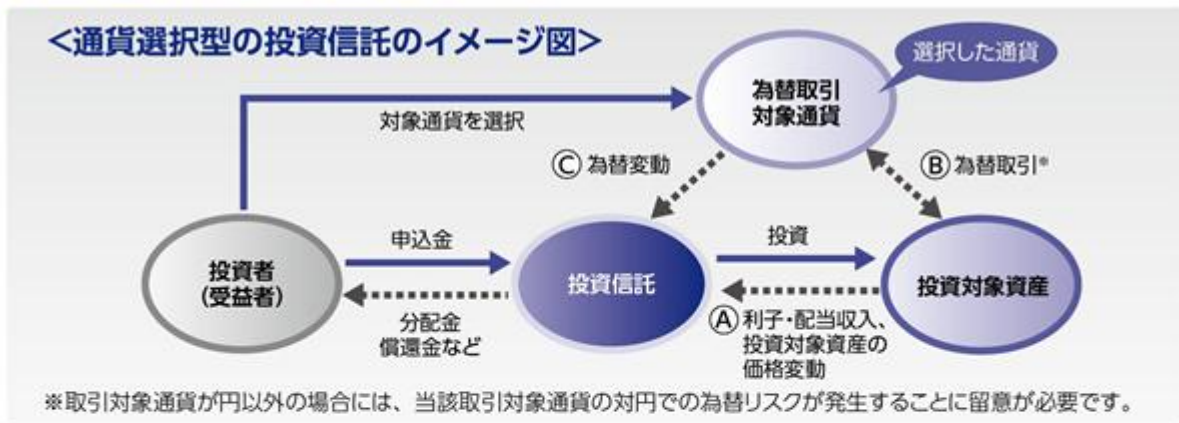 <通貨選択型の投資信託のイメージ図>
選択した通貨
為替取引
対象通貨
対象通貨を選択
Ⓒ 為替変動
Ⓑ 為替取引※
申込金
投資
投資者
(受益者)
投資信託
投資対象資産
分配金
償還金など
Ⓐ 利子・配当収入、
投資対象資産の
価格変動
※取引対象通貨が円以外の場合には、当該取引対象通貨の対円での為替リスクが発生することに留意が必要です。